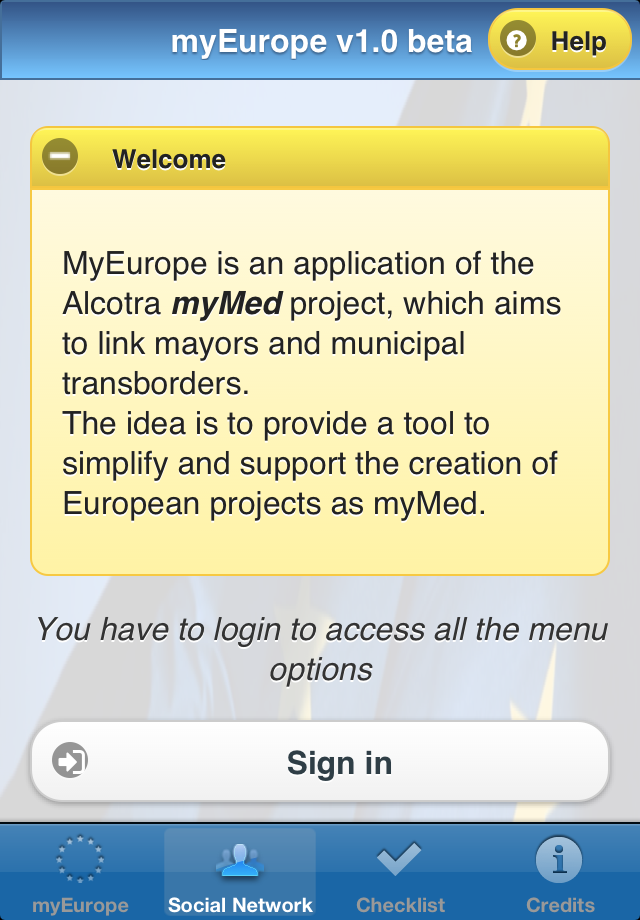 myEurope v1.0 beta
Help
Welcome
MyEurope is an application of the
Alcotra myMed project, which aims
to link mayors and municipal
transborders.
The idea is to provide a tool to
simplify and support the creation of
European projects as myMed.
You have to login to access all the menu
options
Sign in
myEurope
Social Network
Checklist
Credits